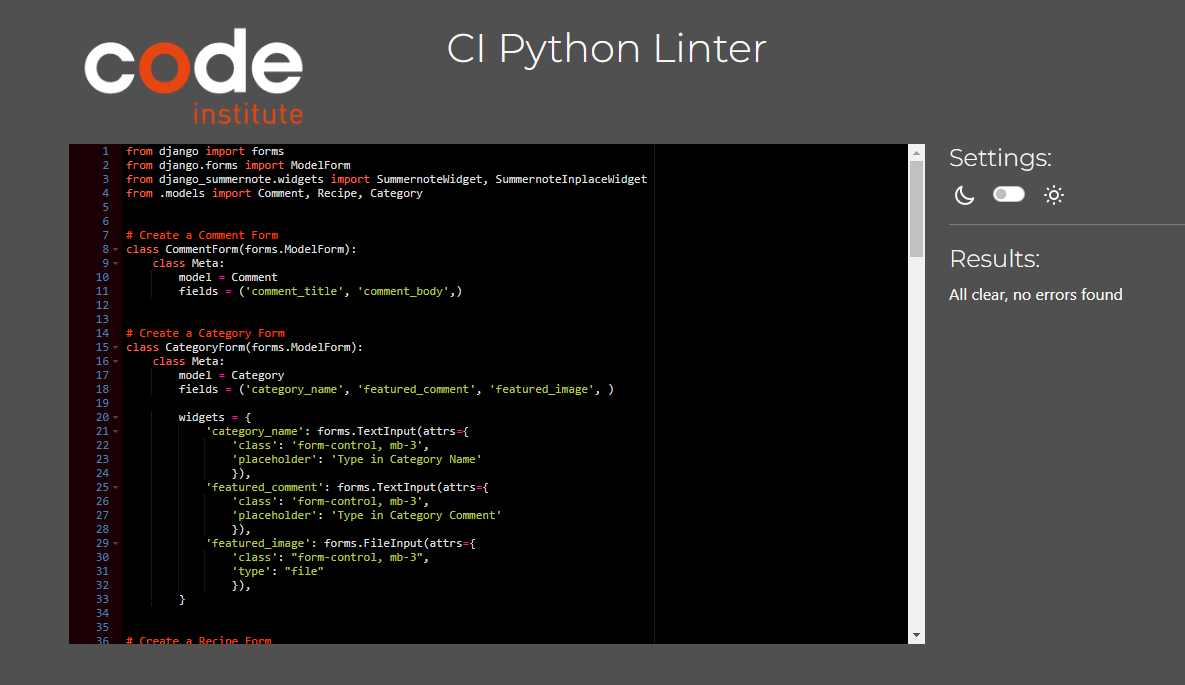 code
institute
CI Python Linter
1 from django import forms
2 from django.forms import ModelForm
3 from django_summernote.widgets import SummernoteWidget, SummernoteInplaceWidget
4 from .models import Comment, Recipe, Category
5
6
7 # Create a Comment Form
8 class CommentForm(forms.ModelForm):
9     class Meta:
10         model = Comment
11         fields = ('comment_title', 'comment_body',)
12
13
14 # Create a Category Form
15 class CategoryForm(forms.ModelForm):
16     class Meta:
17         model = Category
18         fields = ('category_name', 'featured_comment', 'featured_image', )
19
20         widgets = {
21             'category_name': forms.TextInput(attrs={
22                 'class': 'form-control, mb-3',
23                 'placeholder': 'Type in Category Name'
24                 }),
25             'featured_comment': forms.TextInput(attrs={
26                 'class': 'form-control, mb-3',
27                 'placeholder': 'Type in Category Comment'
28                 }),
29             'featured_image': forms.FileInput(attrs={
30                 'class': "form-control, mb-3",
31                 'type': "file"
32                 }),
33         }
34
35
36 # Create a Recipe Form
Settings:
Results:
All clear, no errors found